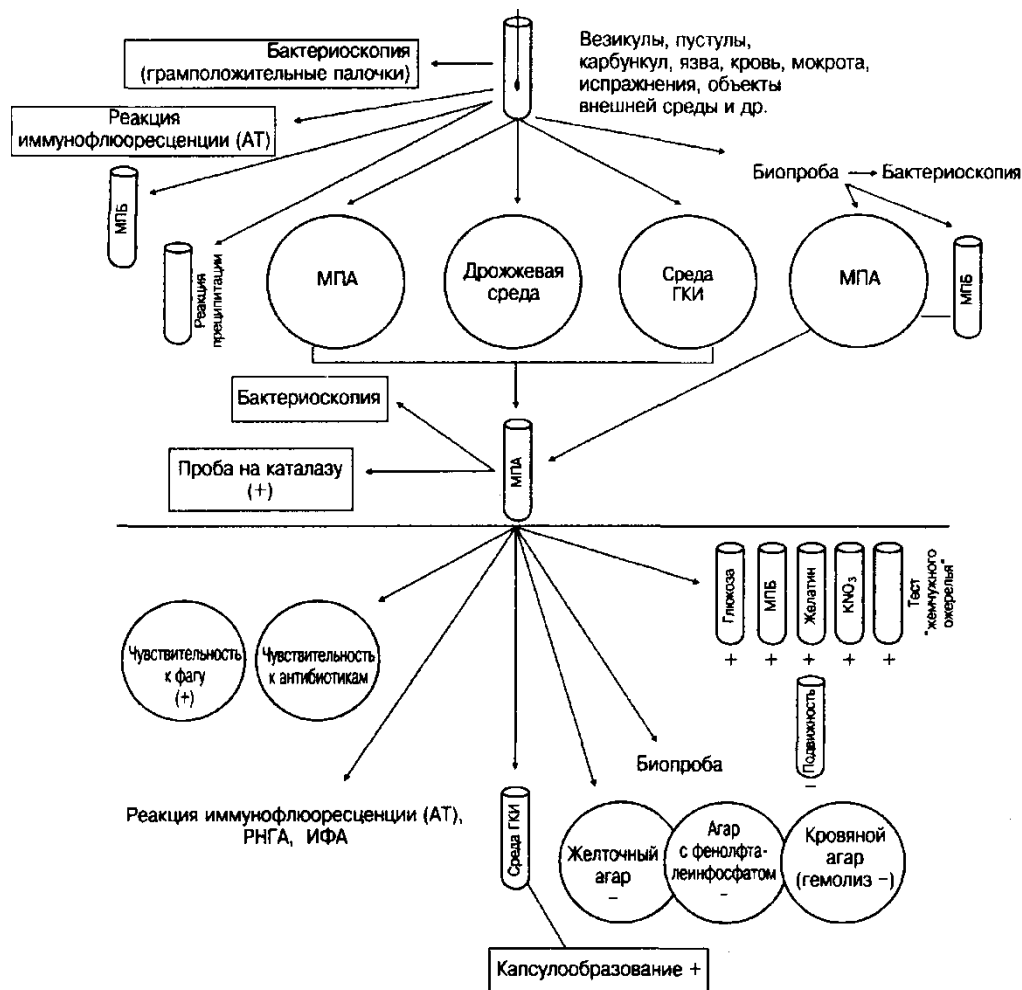 Бактериоскопия
(грамположительные палочки)
Везикулы, пустулы,
карбункул, язва, кровь, мокрота,
испражнения, объекты
внешней среды и др.
Реакция
иммунофлюоресценции (АТ)
Биопроба
Бактериоскопия
МПБ
Реакция
преципитации
МПА
Дрожжевая
среда
Среда
ГКИ
МПА
МПБ
Бактериоскопия
Проба на каталазу
(+)
МПА
Глюкоза
МПБ
Желатин
KNO₃
Тест
"жемчужного
ожерелья"
+
+
+
+
+
Чувствительность
к фагу
(+)
Чувствительность
к антибиотикам
Подвижность
–
Биопроба
Реакция иммунофлюоресценции (АТ),
РНГА, ИФА
Среда ГКИ
Желточный
агар
–
Агар
с фенолфта-
леинфосфатом
–
Кровяной
агар
(гемолиз –)
Капсулообразование +